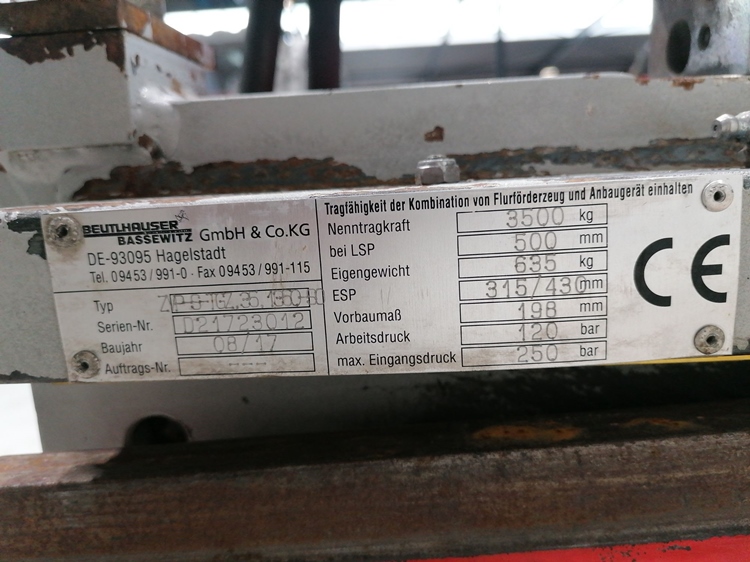 BEUTLHAUSER
BASSEWITZ GmbH & Co.KG
DE-93095 Hagelstadt
Tel. 09453/991-0 · Fax 09453/991-115
Typ
Serien-Nr. D21723012
Baujahr 08/17
Auftrags-Nr. ---
Tragfähigkeit der Kombination von Flurförderzeug und Anbaugerät einhalten
Nenntragkraft 3500 kg
bei LSP 500 mm
Eigengewicht 635 kg
ESP 315/430 mm
Vorbaumaß 198 mm
Arbeitsdruck 120 bar
max. Eingangsdruck 250 bar
CE